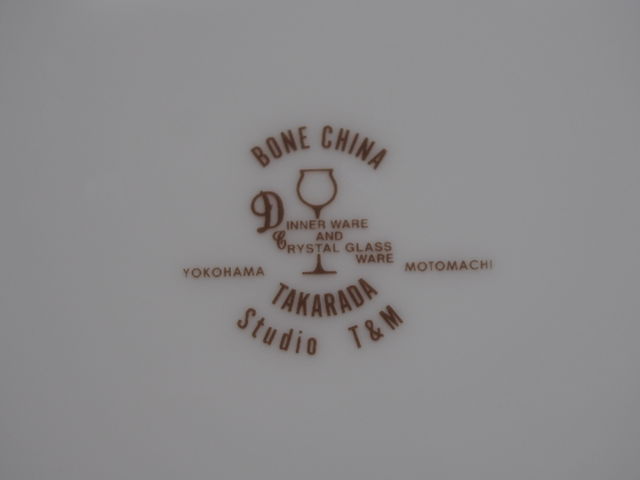 BONE CHINA
DINNER WARE
AND
CRYSTAL GLASS
WARE
YOKOHAMA MOTOMACHI
TAKARADA
Studio T&M